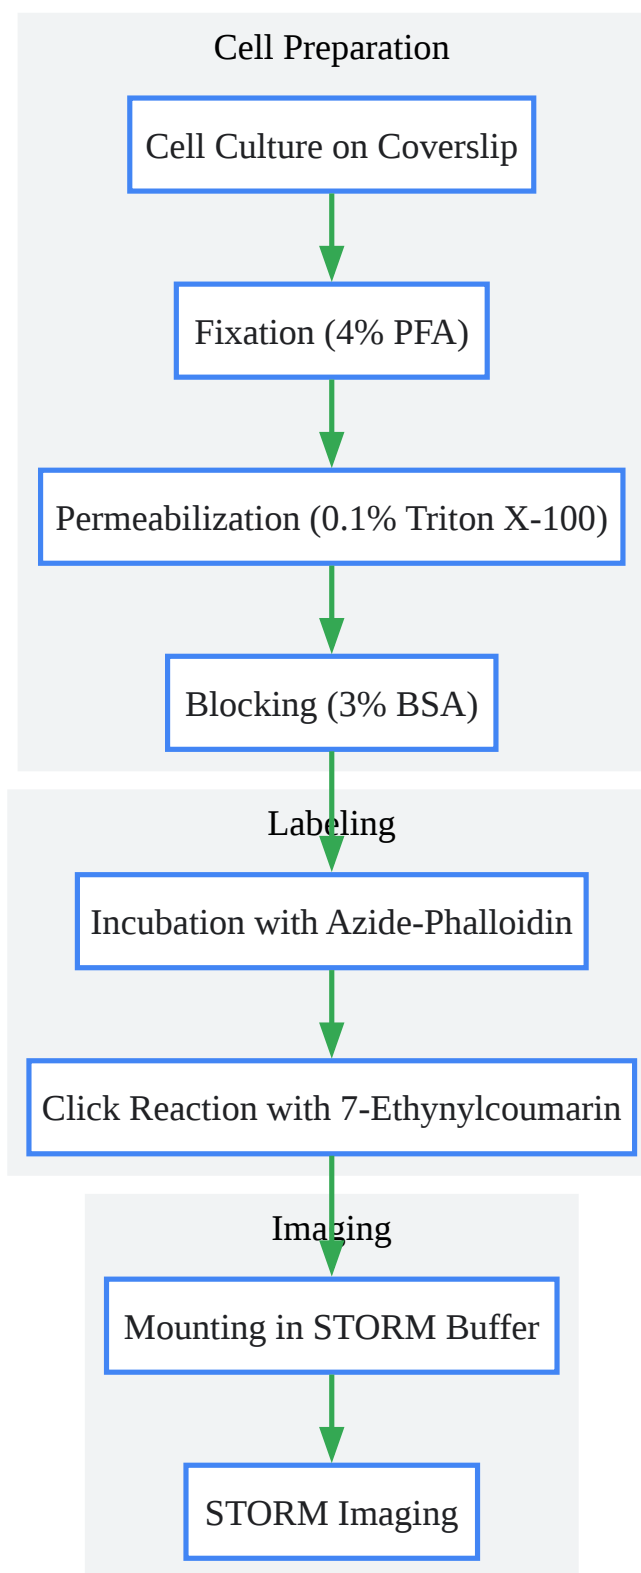 Cell Preparation
Cell Culture on Coverslip
Fixation (4% PFA)
Permeabilization (0.1% Triton X-100)
Blocking (3% BSA)
Labeling
Incubation with Azide-Phalloidin
Click Reaction with 7-Ethynylcoumarin
Imaging
Mounting in STORM Buffer
STORM Imaging